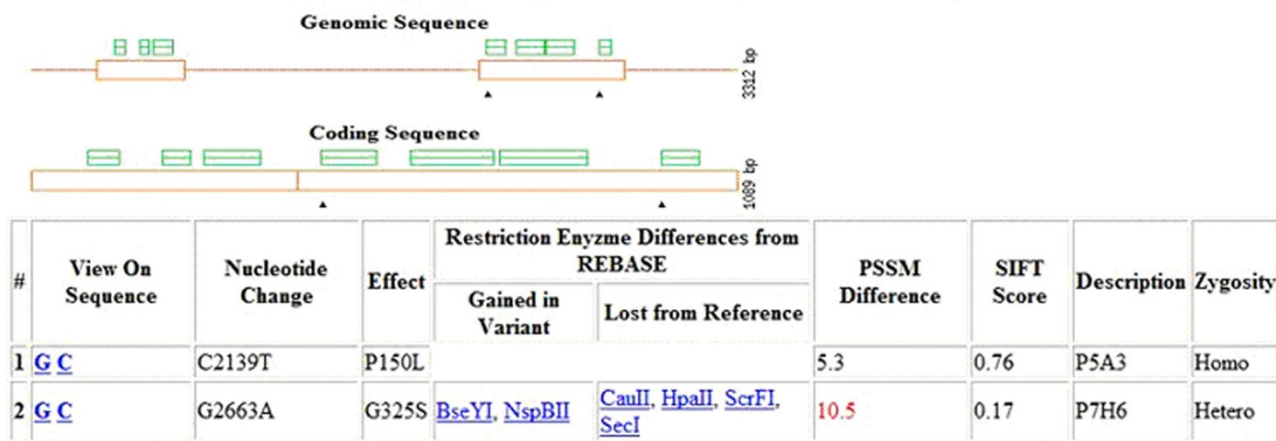 Genomic Sequence
3312 bp
Coding Sequence
1089 bp
# View On Sequence Nucleotide Change Effect Restriction Enyzme Differences from REBASE PSSM Difference SIFT Score Description Zygosity
Gained in Variant Lost from Reference
1 G C C2139T P150L 5.3 0.76 P5A3 Homo
2 G C G2663A G325S BseYI, NspBII CauII, HpaII, ScrFI, SecI 10.5 0.17 P7H6 Hetero